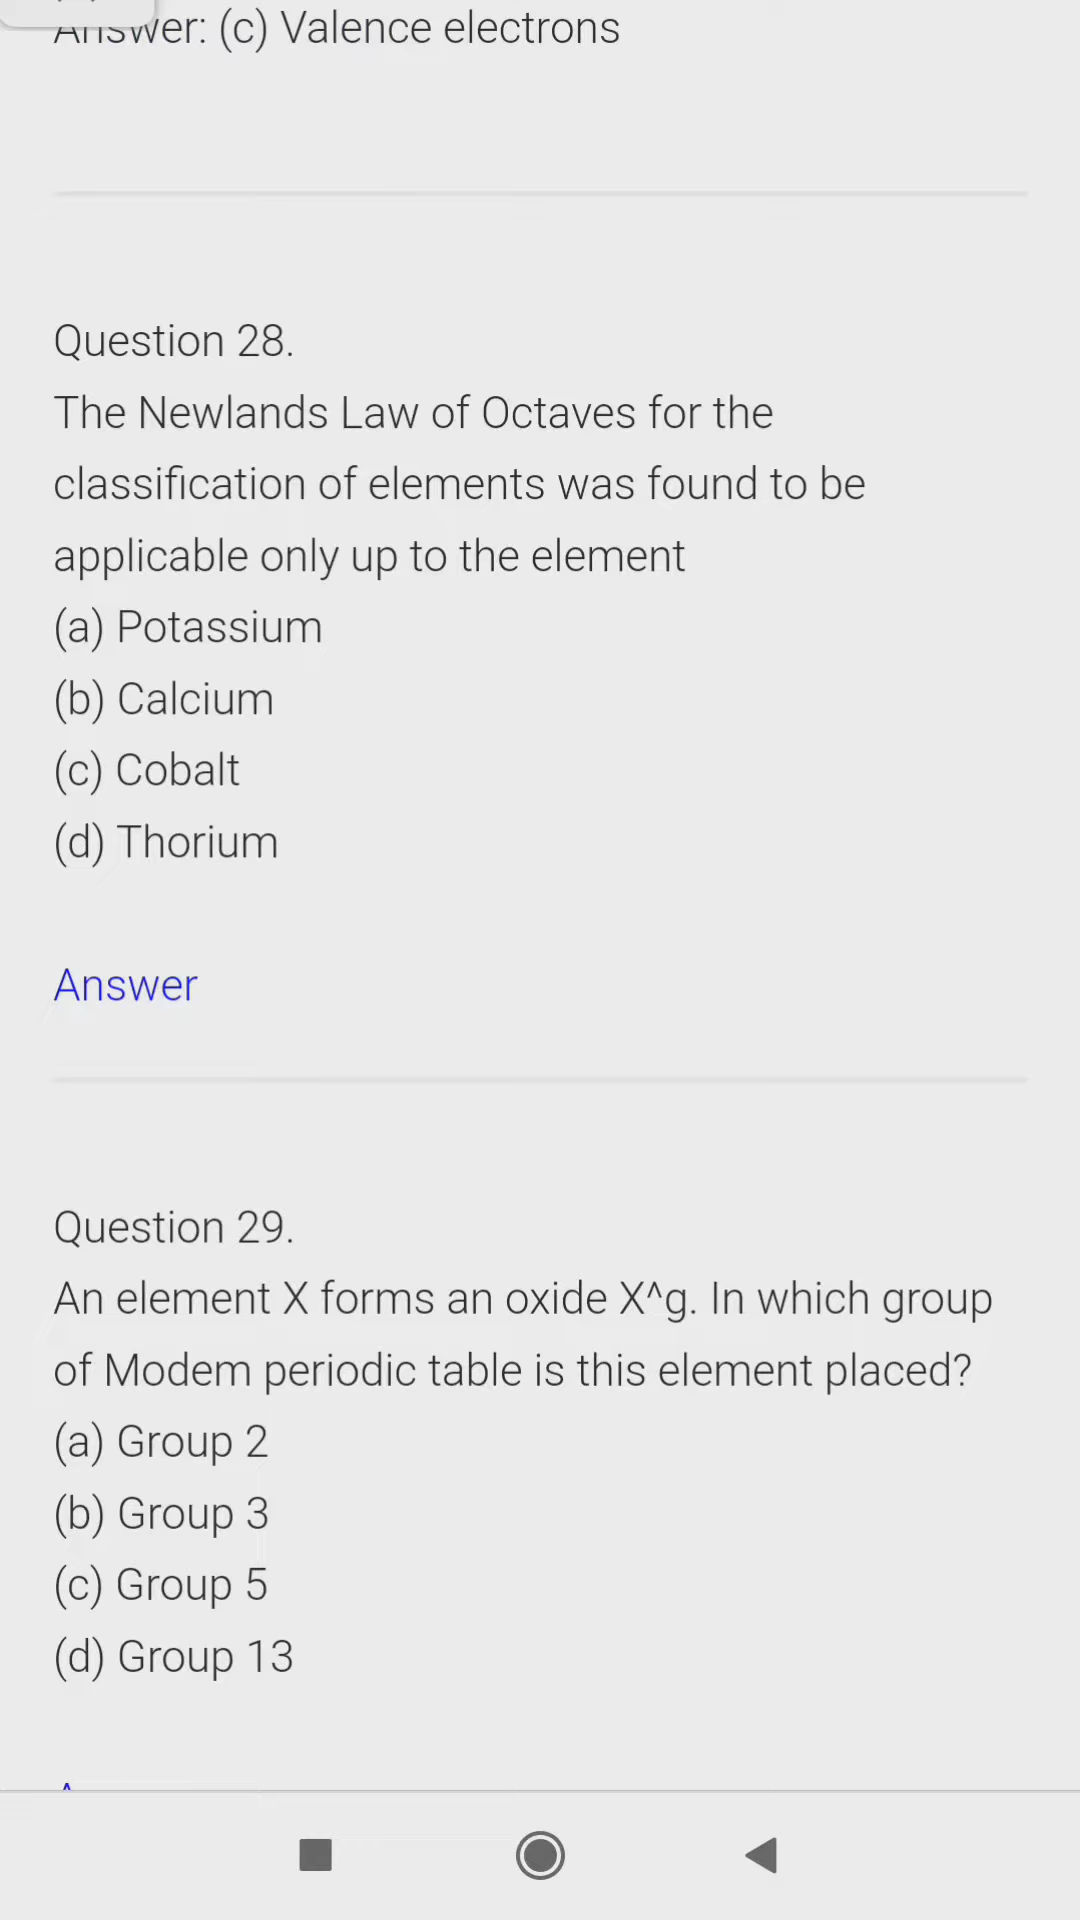 Answer: (c) Valence electrons
Question 28.
The Newlands Law of Octaves for the
classification of elements was found to be
applicable only up to the element
(a) Potassium
(b) Calcium
(c) Cobalt
(d) Thorium
Answer
Question 29.
An element X forms an oxide X^g. In which group
of Modem periodic table is this element placed?
(a) Group 2
(b) Group 3
(c) Group 5
(d) Group 13